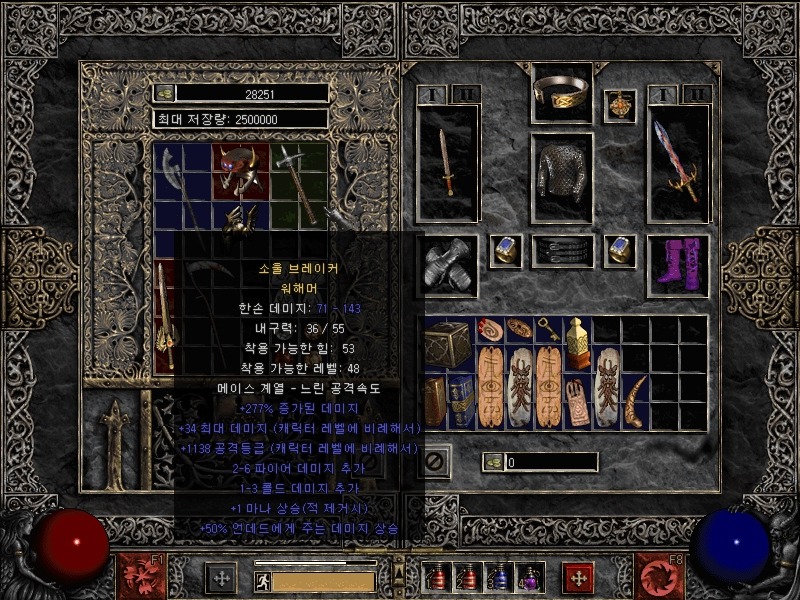 28251
최대 저장량: 2500000
I II
I II
소울 브레이커
워해머
한손 데미지: 71 - 143
내구력: 36 / 55
착용 가능한 힘: 53
착용 가능한 레벨: 48
메이스 계열 - 느린 공격속도
+277% 증가된 데미지
+34 최대 데미지 (캐릭터 레벨에 비례해서)
+1138 공격등급 (캐릭터 레벨에 비례해서)
2-6 파이어 데미지 추가
1-3 콜드 데미지 추가
+1 마나 상승(적 제거시)
+50% 언데드에게 주는 데미지 상승
0
F1
F8